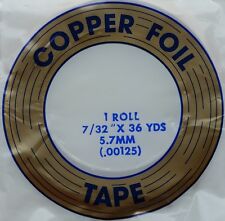 COPPER FOIL
1 ROLL
7/32" X 36 YDS
5.7MM
(.00125)
TAPE